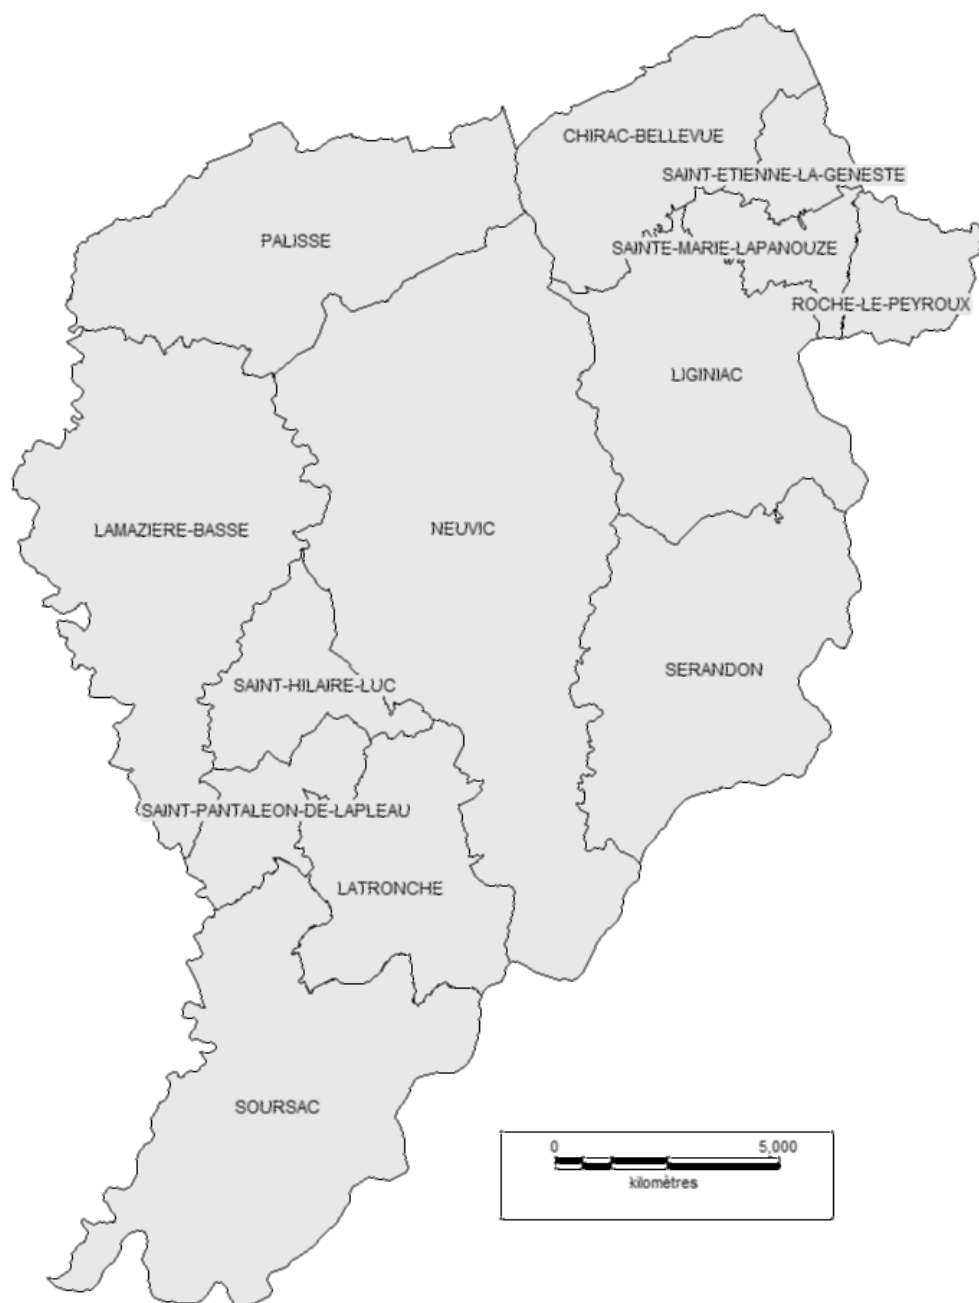 CHIRAC-BELLEVUE
SAINT-ETIENNE-LA-GENESTE
PALISSE
SAINTE-MARIE-LAPANOUZE
ROCHE-LE-PEYROUX
LIGINIAC
LAMAZIERE-BASSE
NEUVIC
SERANDON
SAINT-HILAIRE-LUC
SAINT-PANTALEON-DE-LAPLEAU
LATRONCHE
SOURSAC
0 5,000
kilomètres